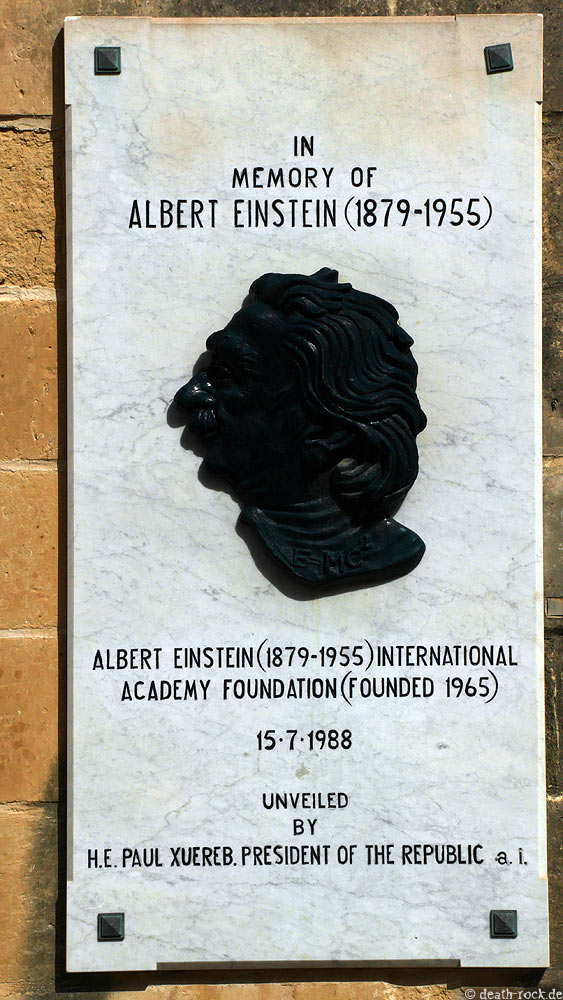 IN
MEMORY OF
ALBERT EINSTEIN (1879-1955)
E=MC²
ALBERT EINSTEIN (1879-1955) INTERNATIONAL
ACADEMY FOUNDATION (FOUNDED 1965)
15·7·1988
UNVEILED
BY
H.E. PAUL XUEREB. PRESIDENT OF THE REPUBLIC a. i.
© death-rock.de